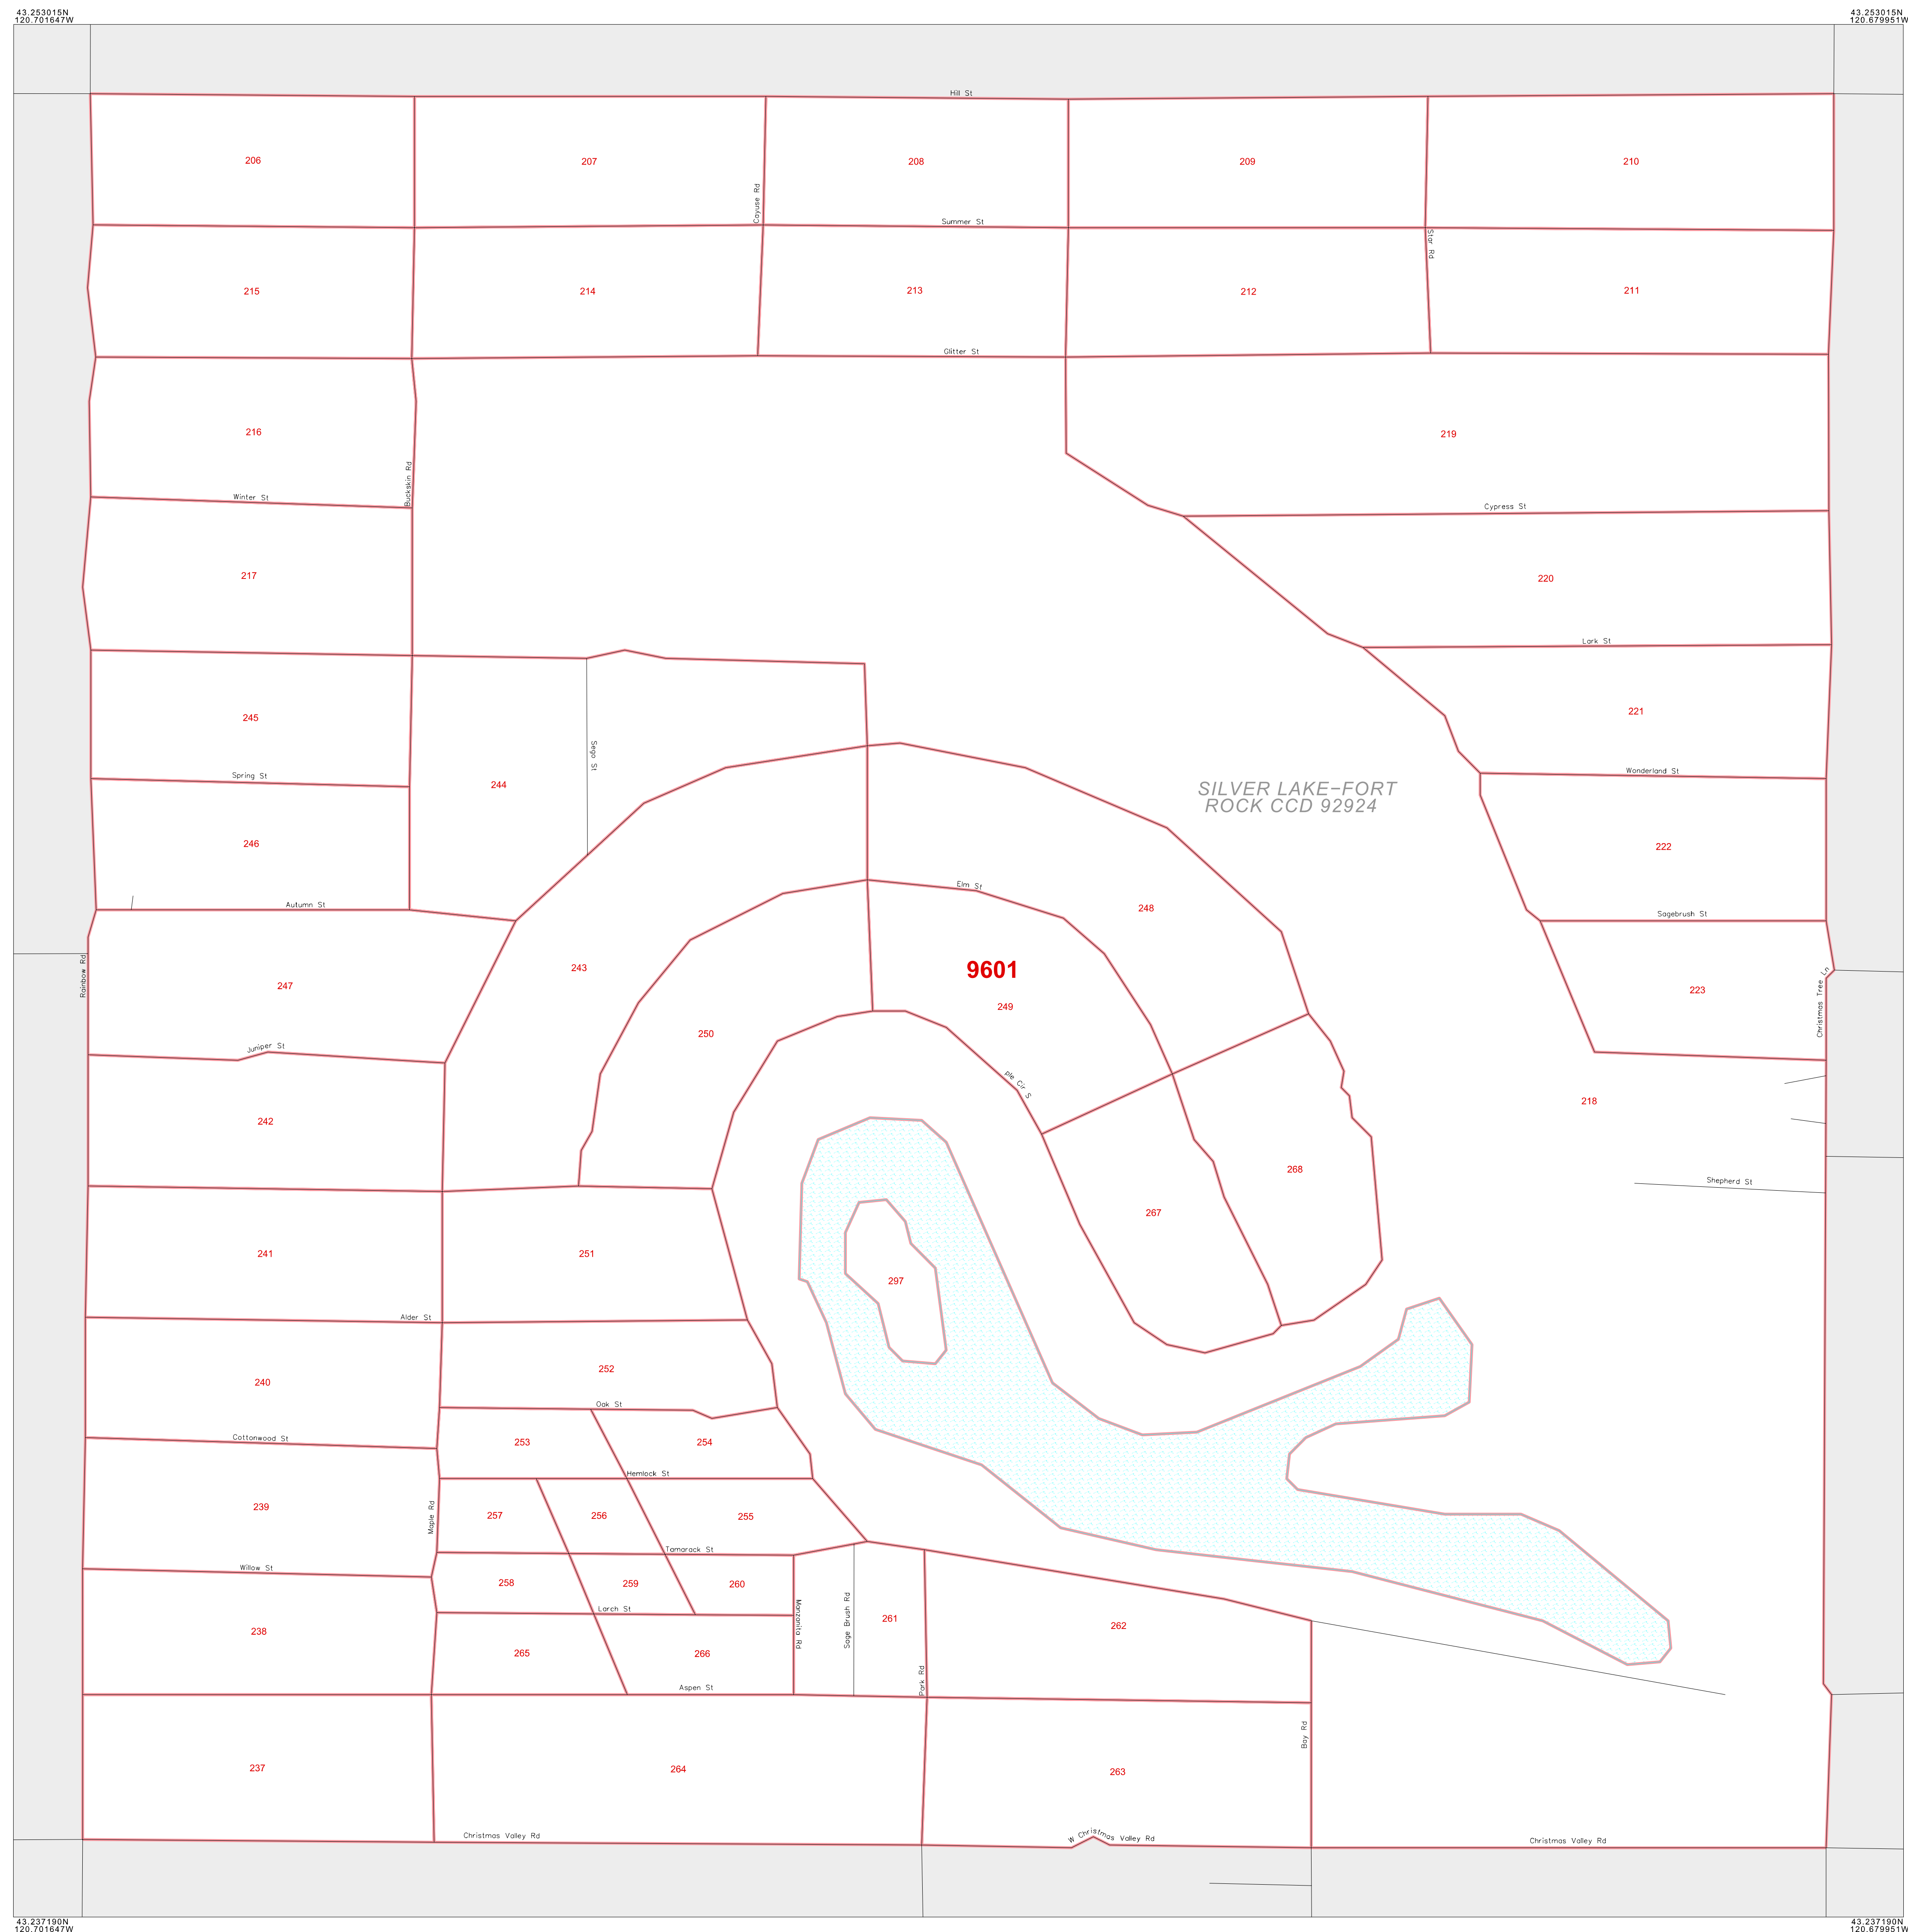 43.253015N
120.701647W
43.253015N
120.679951W
Hill St
206
207
208
209
210
Cayuse Rd
Summer St
Star Rd
215
214
213
212
211
Glitter St
216
219
Buckskin Rd
Winter St
Cypress St
217
220
Lark St
245
221
Sego St
Spring St
244
Wonderland St
SILVER LAKE-FORT
ROCK CCD 92924
246
222
Elm St
Autumn St
248
Sagebrush St
Rainbow Rd
243
9601
247
249
223
Christmas Tree Ln
250
Juniper St
ple Cir S
218
242
268
Shepherd St
267
241
251
297
Alder St
252
240
Oak St
Cottonwood St
253
254
Hemlock St
239
Maple Rd
257
256
255
Tamarack St
Willow St
258
259
260
Larch St
Manzanita Rd
Sage Brush Rd
261
262
238
265
266
Park Rd
Aspen St
Bay Rd
237
264
263
Christmas Valley Rd
W Christmas Valley Rd
Christmas Valley Rd
43.237190N
120.701647W
43.237190N
120.679951W